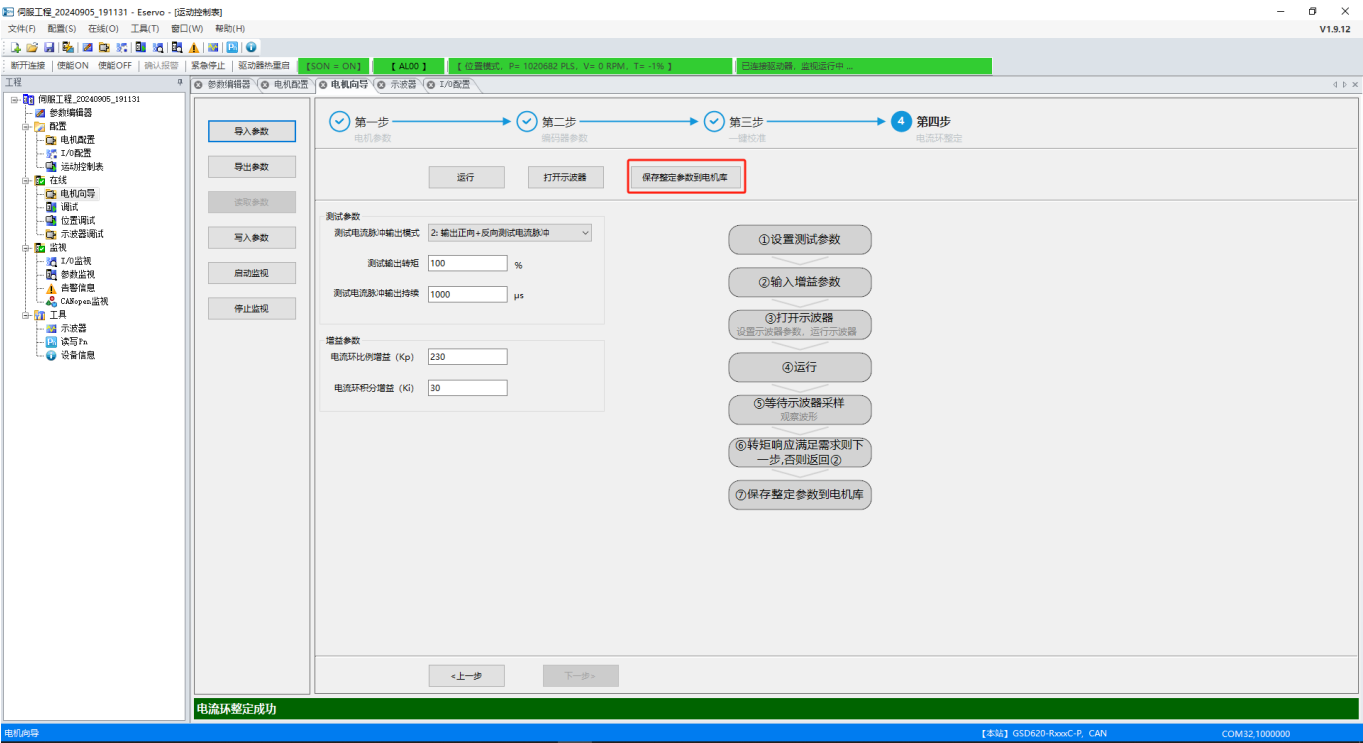 伺服工程_20240905_191131 - Eservo - [运动控制表]
文件(F) 配置(S) 在线(O) 工具(T) 窗口(W) 帮助(H)
V1.9.12
断开连接 使能ON 使能OFF 确认报警 紧急停止 驱动器热重启 【SON = ON】 【 AL00 】 【 位置模式, P= 1020682 PLS, V= 0 RPM, T= -1% 】 已连接驱动器, 监视运行中 ...
工程
参数编辑器 电机配置 电机向导 示波器 I/O配置
伺服工程_20240905_191131
参数编辑器
配置
电机配置
I/O配置
运动控制表
在线
电机向导
调试
位置调试
示波器调试
监视
I/O监视
参数监视
告警信息
CANopen监视
工具
示波器
读写Pn
设备信息
导入参数
导出参数
读取参数
写入参数
启动监视
停止监视
第一步
电机参数
第二步
编码器参数
第三步
一键校准
4 第四步
电流环整定
运行 打开示波器 保存整定参数到电机库
测试参数
测试电流脉冲输出模式 2: 输出正向+反向测试电流脉冲
测试输出转矩 100 %
测试电流脉冲输出持续 1000 μs
增益参数
电流环比例增益 (Kp) 230
电流环积分增益 (Ki) 30
①设置测试参数
②输入增益参数
③打开示波器
设置示波器参数, 运行示波器
④运行
⑤等待示波器采样
观察波形
⑥转矩响应满足需求则下
一步,否则返回②
⑦保存整定参数到电机库
<上一步 下一步>
电流环整定成功
电机向导 【本站】GSD620-RxxxC-P, CAN COM32,1000000